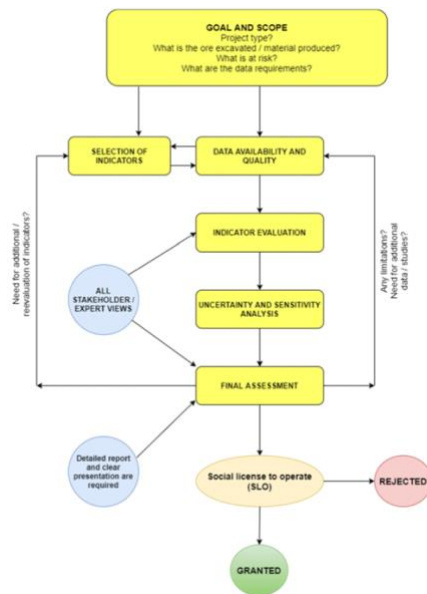 GOAL AND SCOPE
Project type?
What is the ore excavated / material produced?
What is at risk?
What are the data requirements?
SELECTION OF
INDICATORS
DATA AVAILABILITY AND
QUALITY
Need for additional /
reevaluation of indicators?
Any limitations?
Need for additional
data / studies?
INDICATOR EVALUATION
ALL
STAKEHOLDER /
EXPERT VIEWS
UNCERTAINTY AND SENSITIVITY
ANALYSIS
FINAL ASSESSMENT
Detailed report
and clear
presentation are
required
Social license to operate
(SLO)
REJECTED
GRANTED